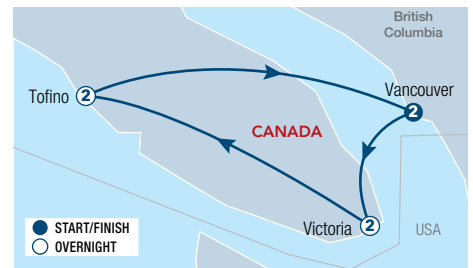 British
Columbia
Tofino
2
Vancouver
2
CANADA
Victoria
2
USA
START/FINISH
OVERNIGHT